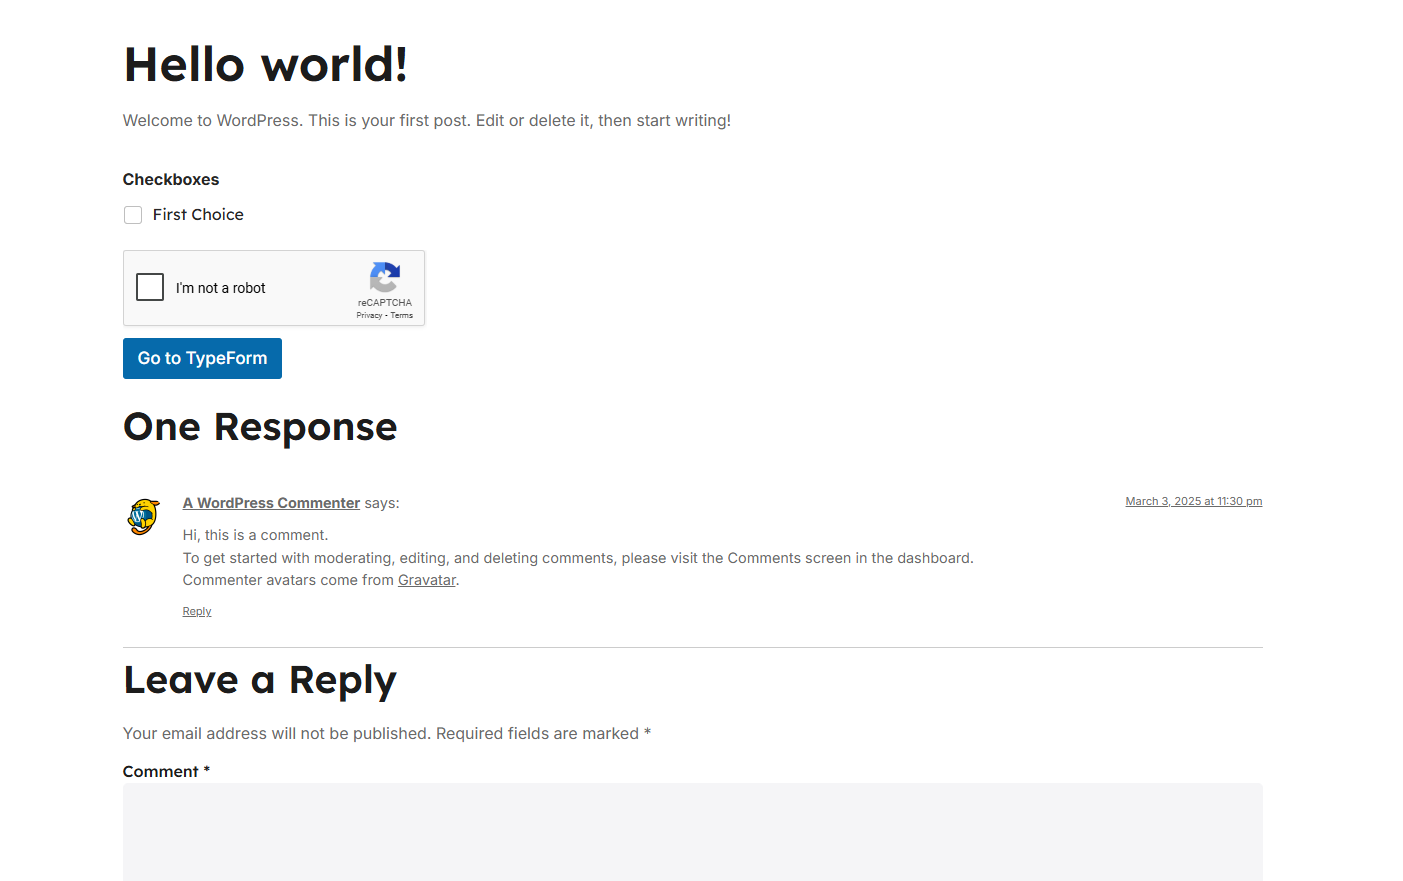 Hello world!
Welcome to WordPress. This is your first post. Edit or delete it, then start writing!
Checkboxes
First Choice
I'm not a robot
reCAPTCHA
Privacy - Terms
Go to TypeForm
One Response
A WordPress Commenter says:
March 3, 2025 at 11:30 pm
Hi, this is a comment.
To get started with moderating, editing, and deleting comments, please visit the Comments screen in the dashboard.
Commenter avatars come from Gravatar.
Reply
Leave a Reply
Your email address will not be published. Required fields are marked *
Comment *